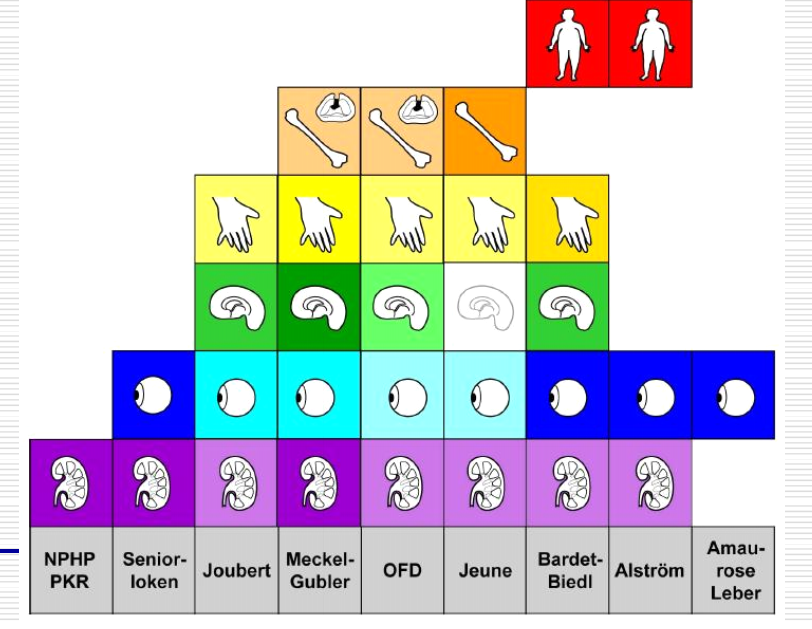 NPHP
PKR
Senior-
loken
Joubert
Meckel-
Gubler
OFD
Jeune
Bardet-
Biedl
Alström
Amau-
rose
Leber